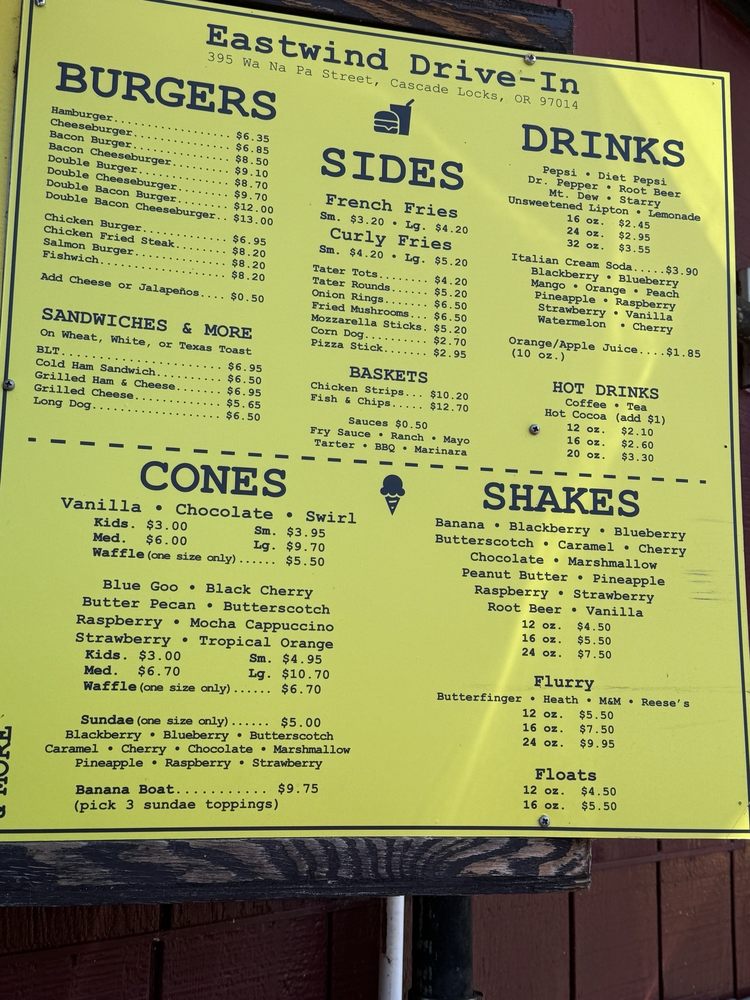 Eastwind Drive-In
395 Wa Na Pa Street, Cascade Locks, OR 97014
BURGERS
Hamburger................ $6.35
Cheeseburger............. $6.85
Bacon Burger............. $8.50
Bacon Cheeseburger....... $9.10
Double Burger............ $8.70
Double Cheeseburger...... $9.70
Double Bacon Burger...... $12.00
Double Bacon Cheeseburger.. $13.00
Chicken Burger........... $6.95
Chicken Fried Steak...... $8.20
Salmon Burger............ $8.20
Fishwich................. $8.20
Add Cheese or Jalapeños.... $0.50
SANDWICHES & MORE
On Wheat, White, or Texas Toast
BLT...................... $6.95
Cold Ham Sandwich........ $6.50
Grilled Ham & Cheese..... $6.95
Grilled Cheese........... $5.65
Long Dog................. $6.50
SIDES
French Fries
Sm. $3.20 • Lg. $4.20
Curly Fries
Sm. $4.20 • Lg. $5.20
Tater Tots........ $4.20
Tater Rounds...... $5.20
Onion Rings....... $6.50
Fried Mushrooms... $6.50
Mozzarella Sticks. $5.20
Corn Dog.......... $2.70
Pizza Stick....... $2.95
BASKETS
Chicken Strips... $10.20
Fish & Chips..... $12.70
Sauces $0.50
Fry Sauce • Ranch • Mayo
Tarter • BBQ • Marinara
DRINKS
Pepsi • Diet Pepsi
Dr. Pepper • Root Beer
Mt. Dew • Starry
Unsweetened Lipton • Lemonade
16 oz. $2.45
24 oz. $2.95
32 oz. $3.55
Italian Cream Soda.....$3.90
Blackberry • Blueberry
Mango • Orange • Peach
Pineapple • Raspberry
Strawberry • Vanilla
Watermelon • Cherry
Orange/Apple Juice....$1.85
(10 oz.)
HOT DRINKS
Coffee • Tea
Hot Cocoa (add $1)
12 oz. $2.10
16 oz. $2.60
20 oz. $3.30
CONES
Vanilla • Chocolate • Swirl
Kids. $3.00 Sm. $3.95
Med. $6.00 Lg. $9.70
Waffle (one size only)...... $5.50
Blue Goo • Black Cherry
Butter Pecan • Butterscotch
Raspberry • Mocha Cappuccino
Strawberry • Tropical Orange
Kids. $3.00 Sm. $4.95
Med. $6.70 Lg. $10.70
Waffle (one size only)...... $6.70
Sundae (one size only)...... $5.00
Blackberry • Blueberry • Butterscotch
Caramel • Cherry • Chocolate • Marshmallow
Pineapple • Raspberry • Strawberry
Banana Boat........... $9.75
(pick 3 sundae toppings)
SHAKES
Banana • Blackberry • Blueberry
Butterscotch • Caramel • Cherry
Chocolate • Marshmallow
Peanut Butter • Pineapple
Raspberry • Strawberry
Root Beer • Vanilla
12 oz. $4.50
16 oz. $5.50
24 oz. $7.50
Flurry
Butterfinger • Heath • M&M • Reese's
12 oz. $5.50
16 oz. $7.50
24 oz. $9.95
Floats
12 oz. $4.50
16 oz. $5.50
& MORE